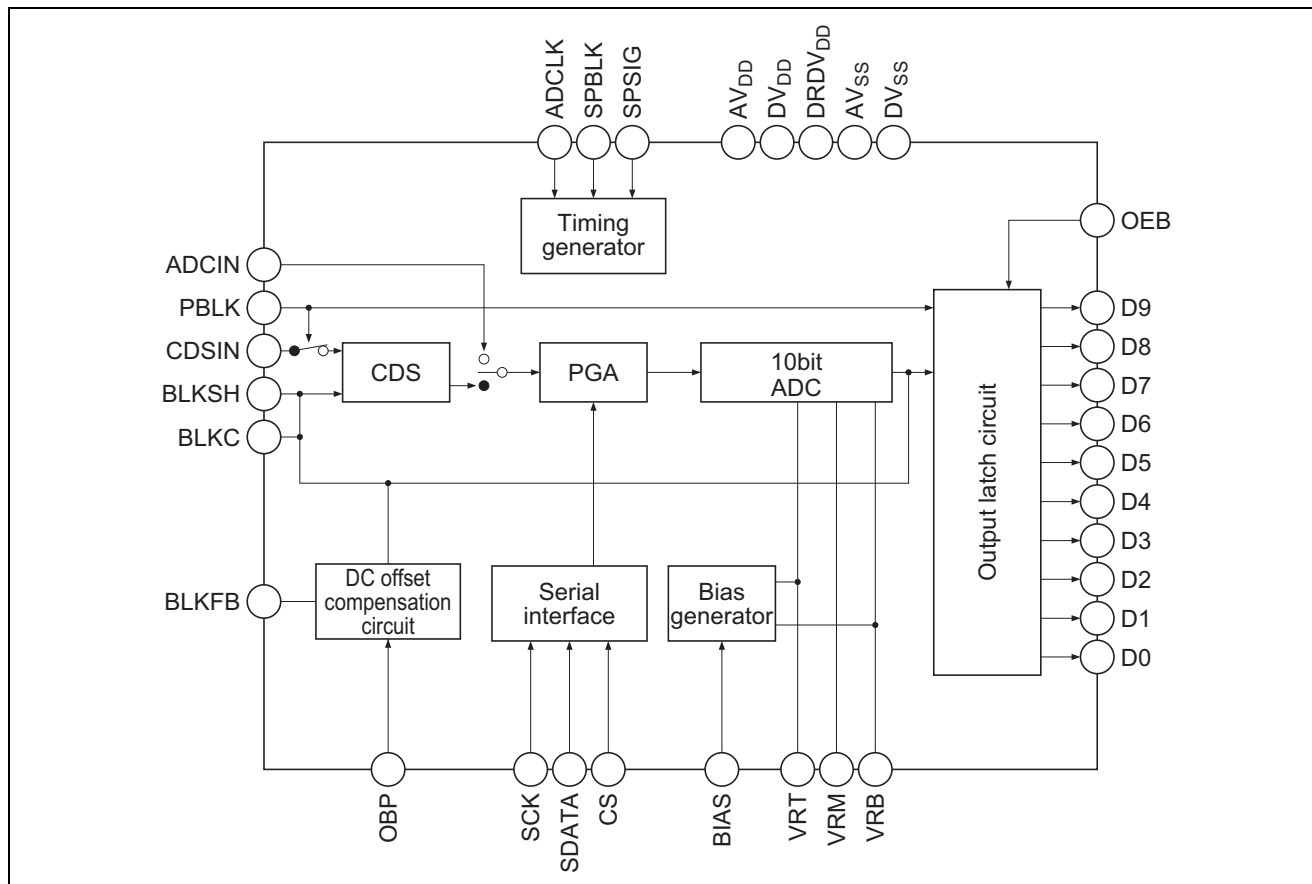 ADCLK
SPBLK
SPSIG
AVDD
DVDD
DRDVDD
AVSS
DVSS
Timing
generator
OEB
ADCIN
PBLK
CDSIN
BLKSH
BLKC
BLKFB
CDS
PGA
10bit
ADC
Output latch circuit
D9
D8
D7
D6
D5
D4
D3
D2
D1
D0
DC offset
compensation
circuit
Serial
interface
Bias
generator
OBP
SCK
SDATA
CS
BIAS
VRT
VRM
VRB